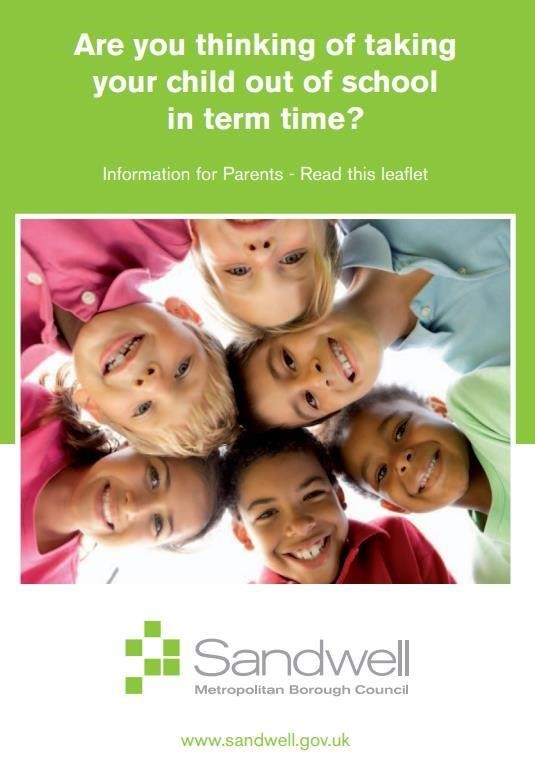 Are you thinking of taking
your child out of school
in term time?
Information for Parents - Read this leaflet
Sandwell
Metropolitan Borough Council
www.sandwell.gov.uk